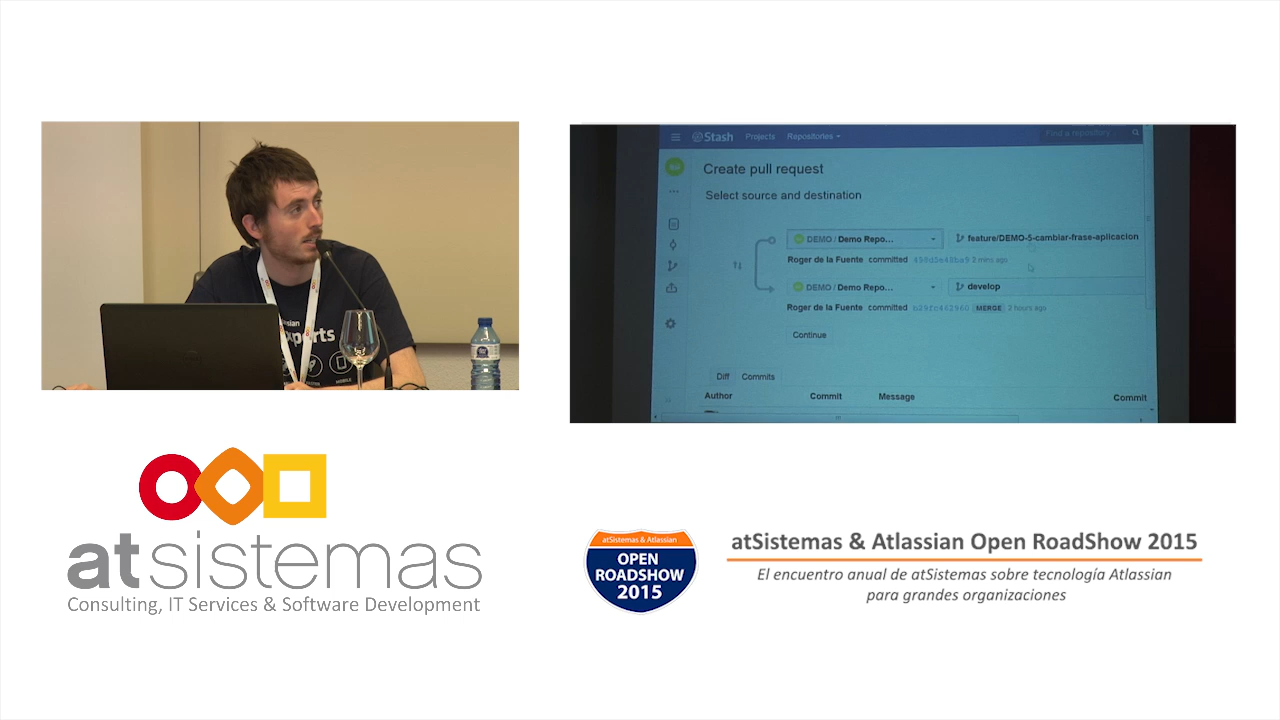 Stash Projects Repositories Find a repository...
Create pull request
Select source and destination
DEMO / Demo Repo... feature/DEMO-5-cambiar-frase-aplicacion
Roger de la Fuente committed 2 mins ago
DEMO / Demo Repo... develop
Roger de la Fuente committed MERGE 2 hours ago
Continue
Diff Commits
Author Commit Message Commit
atsistemas
Consulting, IT Services & Software Development
atSistemas & Atlassian
OPEN
ROADSHOW
2015
atSistemas & Atlassian Open RoadShow 2015
El encuentro anual de atSistemas sobre tecnología Atlassian
para grandes organizaciones